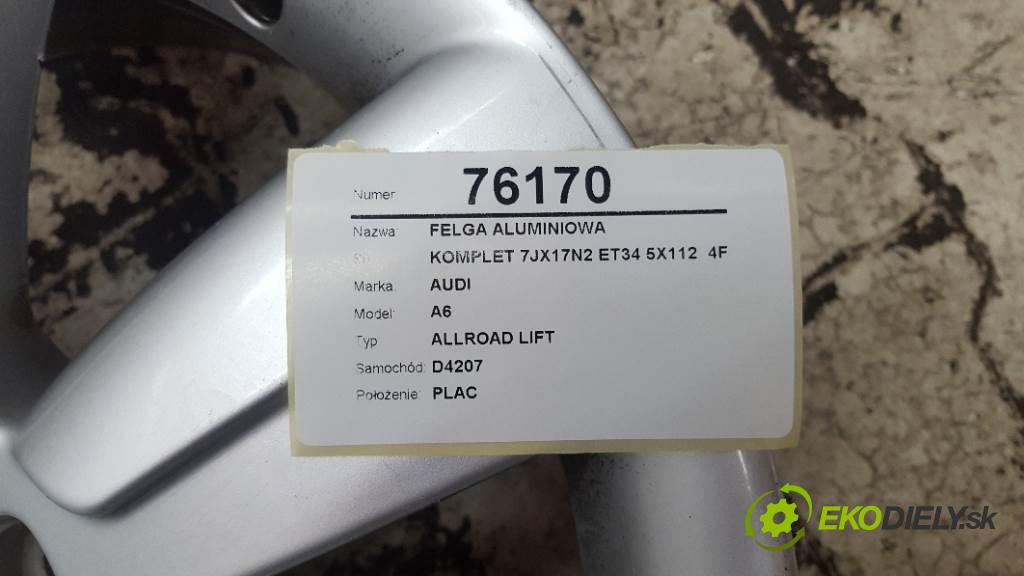 Numer: 76170
Nazwa: FELGA ALUMINIOWA
KOMPLET 7JX17N2 ET34 5X112 4F
Marka: AUDI
Model: A6
Typ: ALLROAD LIFT
Samochód: D4207
Położenie: PLAC
EKODIELY.sk